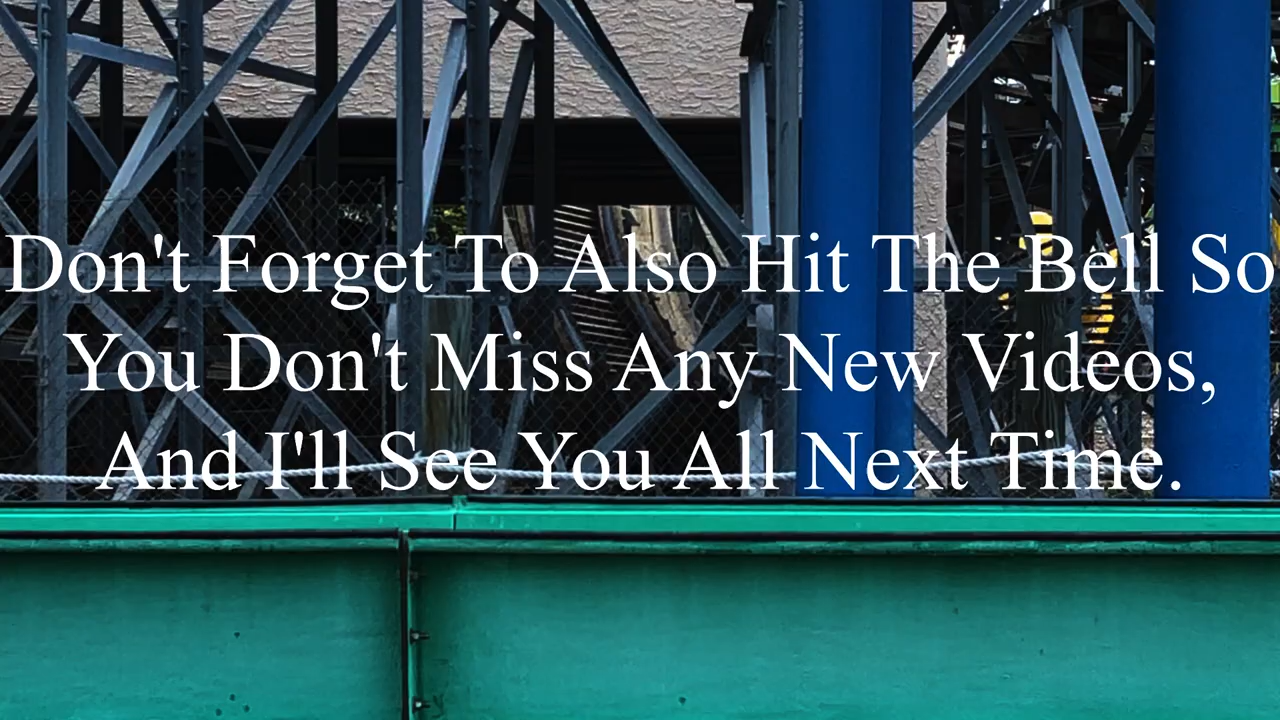 Don't Forget To Also Hit The Bell So
You Don't Miss Any New Videos,
And I'll See You All Next Time.